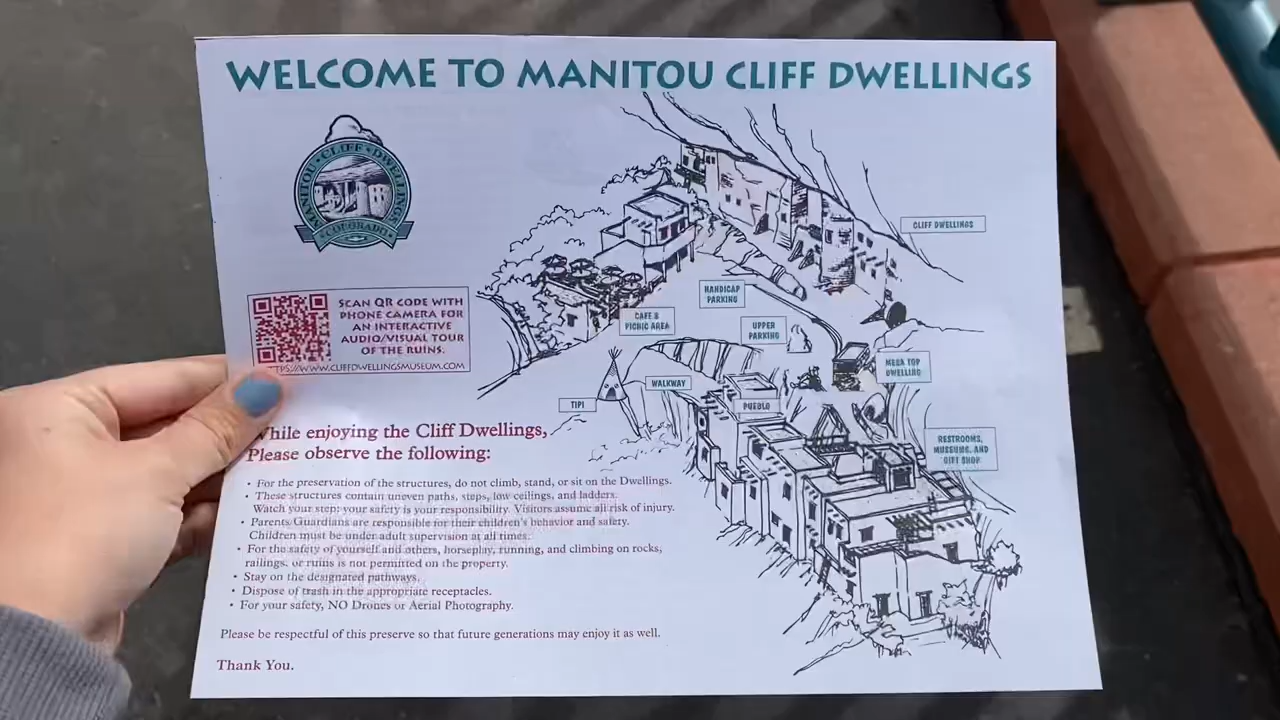 WELCOME TO MANITOU CLIFF DWELLINGS
MANITOU · CLIFF · DWELLINGS
COLORADO
SCAN QR CODE WITH
PHONE CAMERA FOR
AN INTERACTIVE
AUDIO/VISUAL TOUR
OF THE RUINS.
TPS://WWW.CLIFFDWELLINGSMUSEUM.COM
CLIFF DWELLINGS
HANDICAP
PARKING
CAFE &
PICNIC AREA
UPPER
PARKING
MESA TOP
DWELLING
WALKWAY
TIPI
PUEBLO
RESTROOMS,
MUSEUMS, AND
GIFT SHOP
While enjoying the Cliff Dwellings,
Please observe the following:
• For the preservation of the structures, do not climb, stand, or sit on the Dwellings.
• These structures contain uneven paths, steps, low ceilings, and ladders.
Watch your step; your safety is your responsibility. Visitors assume all risk of injury.
• Parents/Guardians are responsible for their children's behavior and safety.
Children must be under adult supervision at all times.
• For the safety of yourself and others, horseplay, running, and climbing on rocks,
railings, or ruins is not permitted on the property.
• Stay on the designated pathways.
• Dispose of trash in the appropriate receptacles.
• For your safety, NO Drones or Aerial Photography.
Please be respectful of this preserve so that future generations may enjoy it as well.
Thank You.